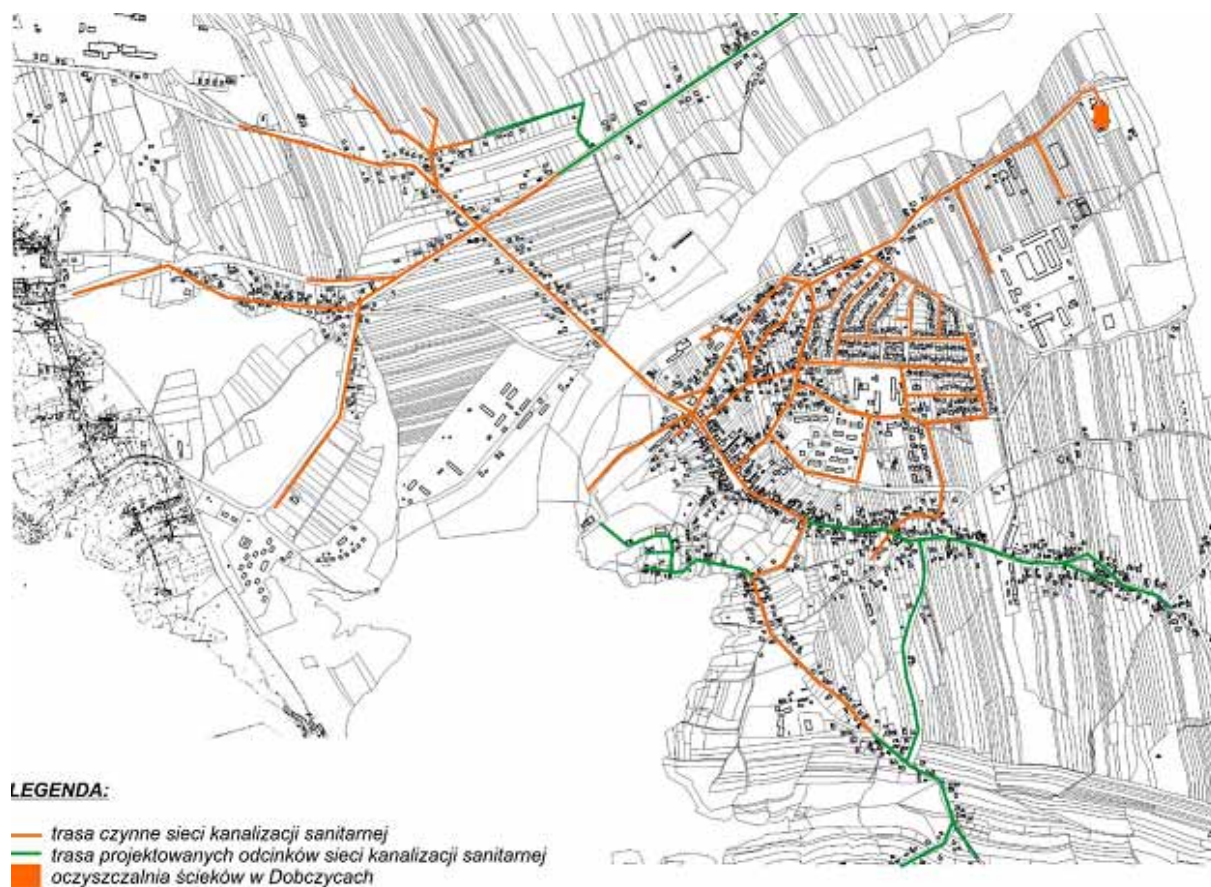 LEGENDA:
trasa czynne sieci kanalizacji sanitarnej
trasa projektowanych odcinków sieci kanalizacji sanitarnej
oczyszczalnia ścieków w Dobczycach